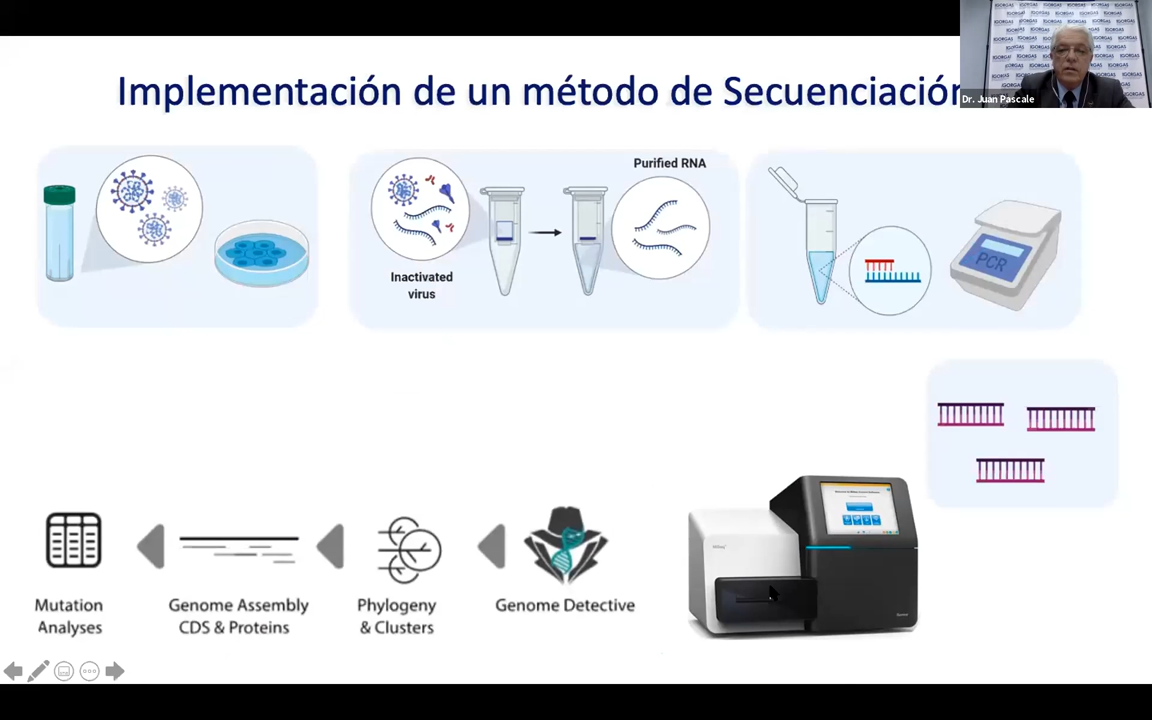 Implementación de un método de Secuenciación
IGORGAS
Dr. Juan Pascale
Purified RNA
Inactivated
virus
PCR
Mutation
Analyses
Genome Assembly
CDS & Proteins
Phylogeny
& Clusters
Genome Detective